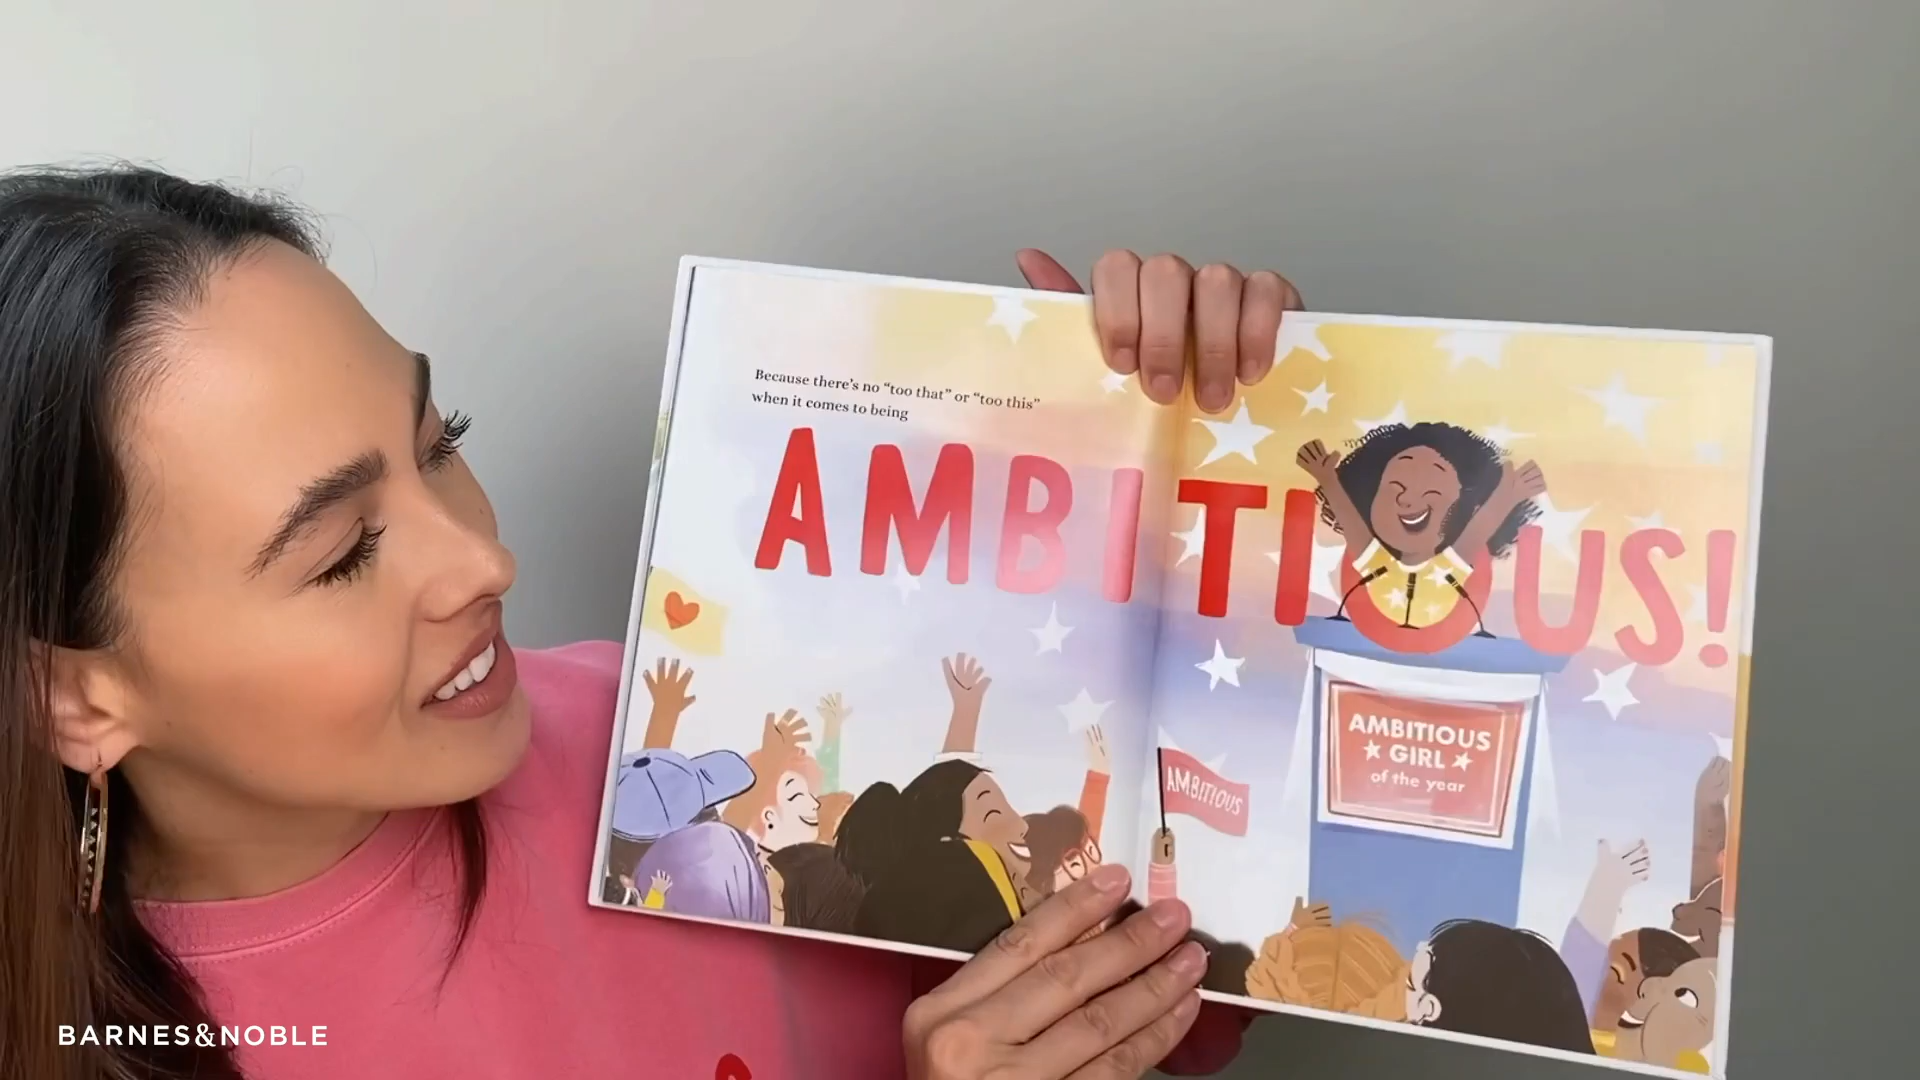 Because there's no “too that” or “too this”
when it comes to being
AMBITIOUS!
AMBITIOUS
GIRL
of the year
AMBITIOUS
BARNES&NOBLE